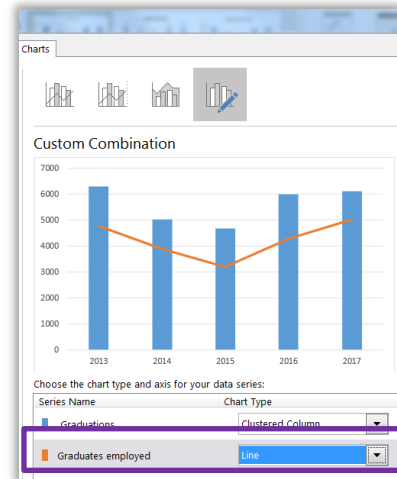 Charts
Custom Combination
7000
6000
5000
4000
3000
2000
1000
0
2013 2014 2015 2016 2017
Choose the chart type and axis for your data series:
Series Name Chart Type
Graduations Clustered Column
Graduates employed Line